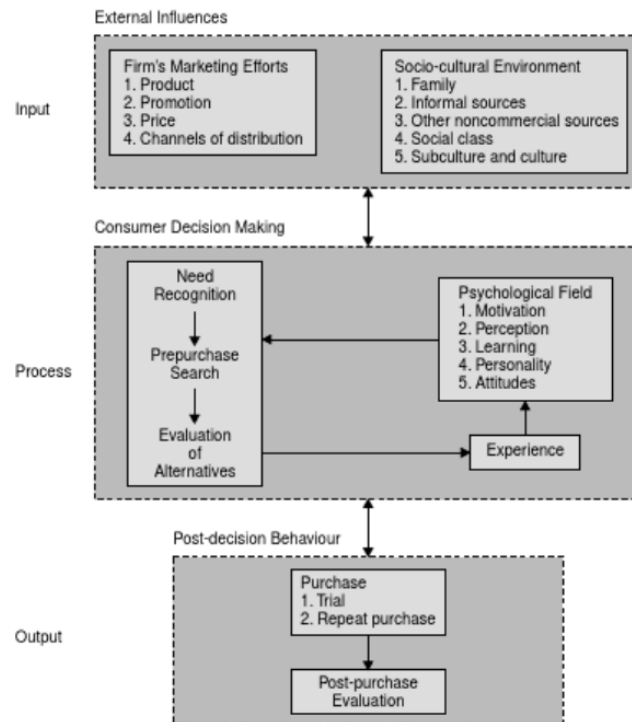 External Influences
Input
Firm's Marketing Efforts
1. Product
2. Promotion
3. Price
4. Channels of distribution
Socio-cultural Environment
1. Family
2. Informal sources
3. Other noncommercial sources
4. Social class
5. Subculture and culture
Consumer Decision Making
Process
Need
Recognition
Prepurchase
Search
Evaluation
of
Alternatives
Psychological Field
1. Motivation
2. Perception
3. Learning
4. Personality
5. Attitudes
Experience
Post-decision Behaviour
Output
Purchase
1. Trial
2. Repeat purchase
Post-purchase
Evaluation